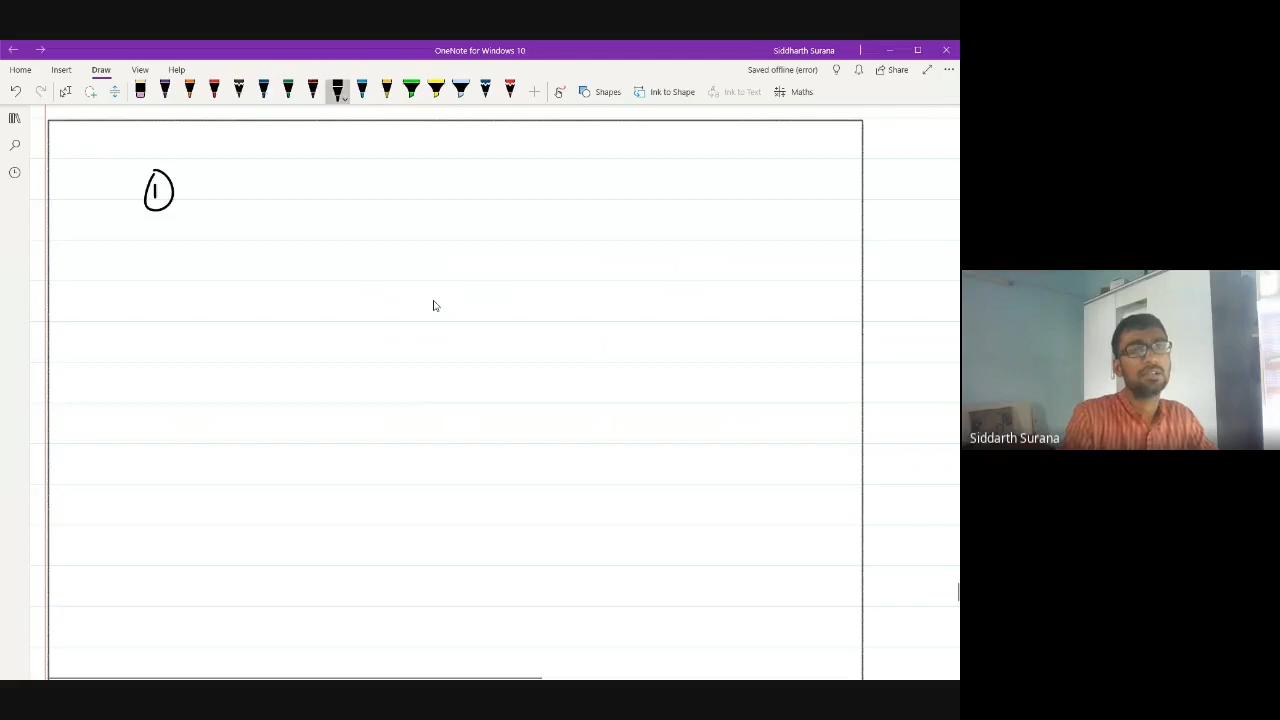 OneNote for Windows 10
Siddharth Surana
Home Insert Draw View Help
Saved offline (error)
Share
Shapes
Ink to Shape
Ink to Text
Maths
1
Siddarth Surana